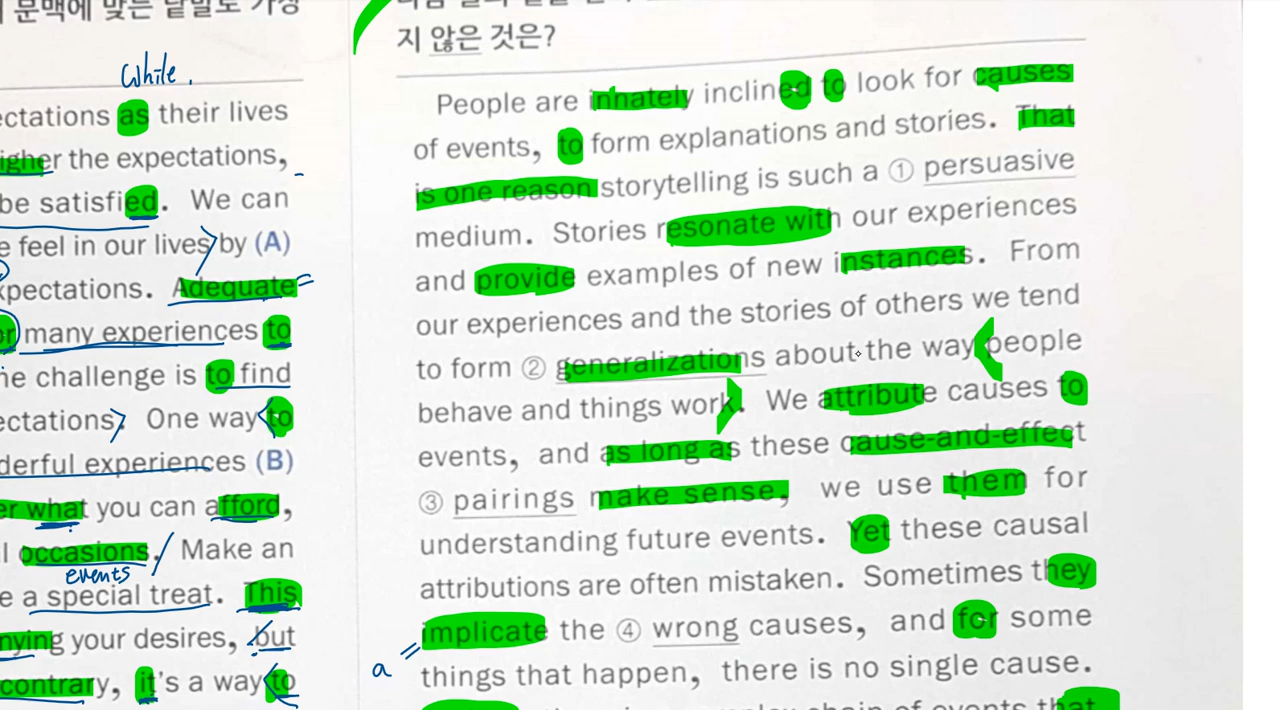 문맥에 맞는 낱말로 가장
while.
ectations as their lives
igher the expectations,
be satisfied. We can
e feel in our lives by (A)
xpectations. Adequate
or many experiences to
he challenge is to find
ectations. One way to
derful experiences (B)
er what you can afford,
l occasions. Make an
events
e a special treat. This
nying your desires, but
contrary, it's a way to
지 않은 것은?
People are innately inclined to look for causes
of events, to form explanations and stories. That
is one reason storytelling is such a ① persuasive
medium. Stories resonate with our experiences
and provide examples of new instances. From
our experiences and the stories of others we tend
to form ② generalizations about the way people
behave and things work. We attribute causes to
events, and as long as these cause-and-effect
③ pairings make sense, we use them for
understanding future events. Yet these causal
attributions are often mistaken. Sometimes they
implicate the ④ wrong causes, and for some
a
things that happen, there is no single cause.
chain of events that